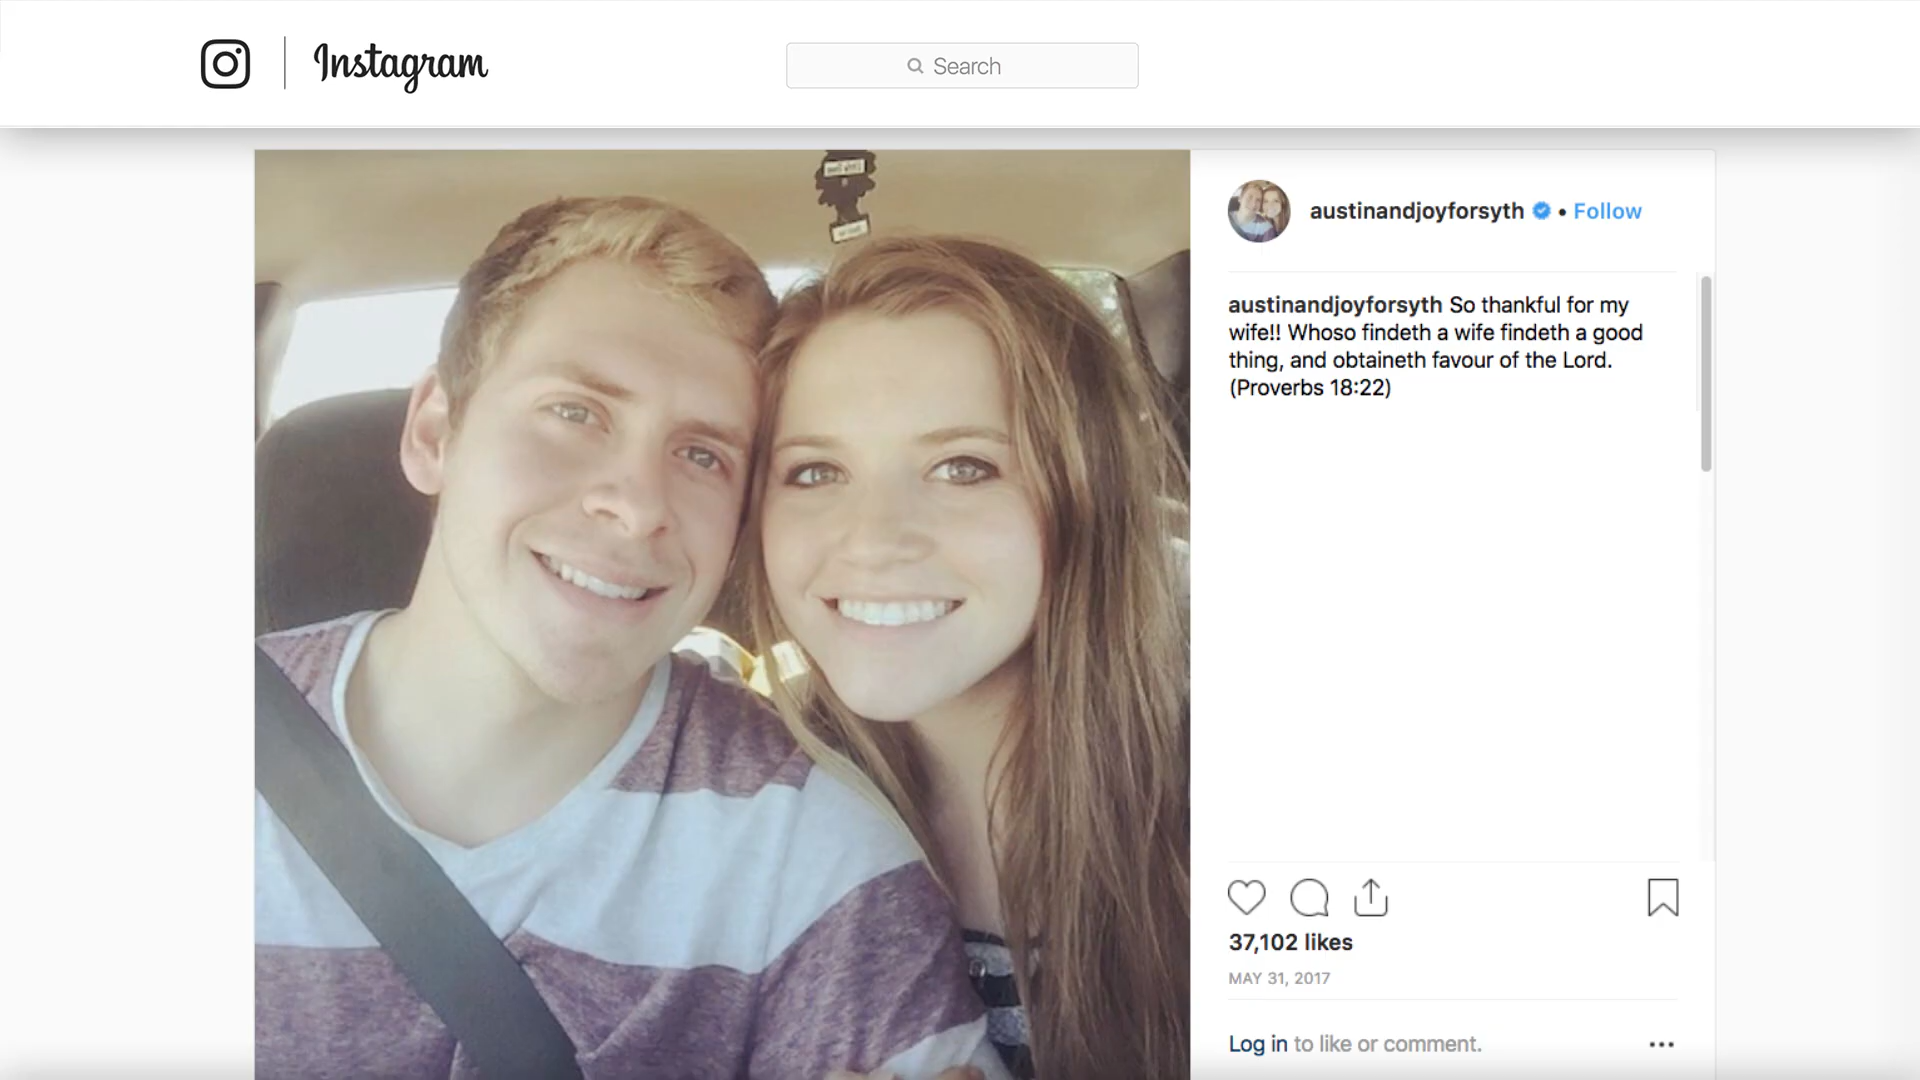 Instagram
Search
austinandjoyforsyth • Follow
austinandjoyforsyth So thankful for my
wife!! Whoso findeth a wife findeth a good
thing, and obtaineth favour of the Lord.
(Proverbs 18:22)
37,102 likes
MAY 31, 2017
Log in to like or comment.